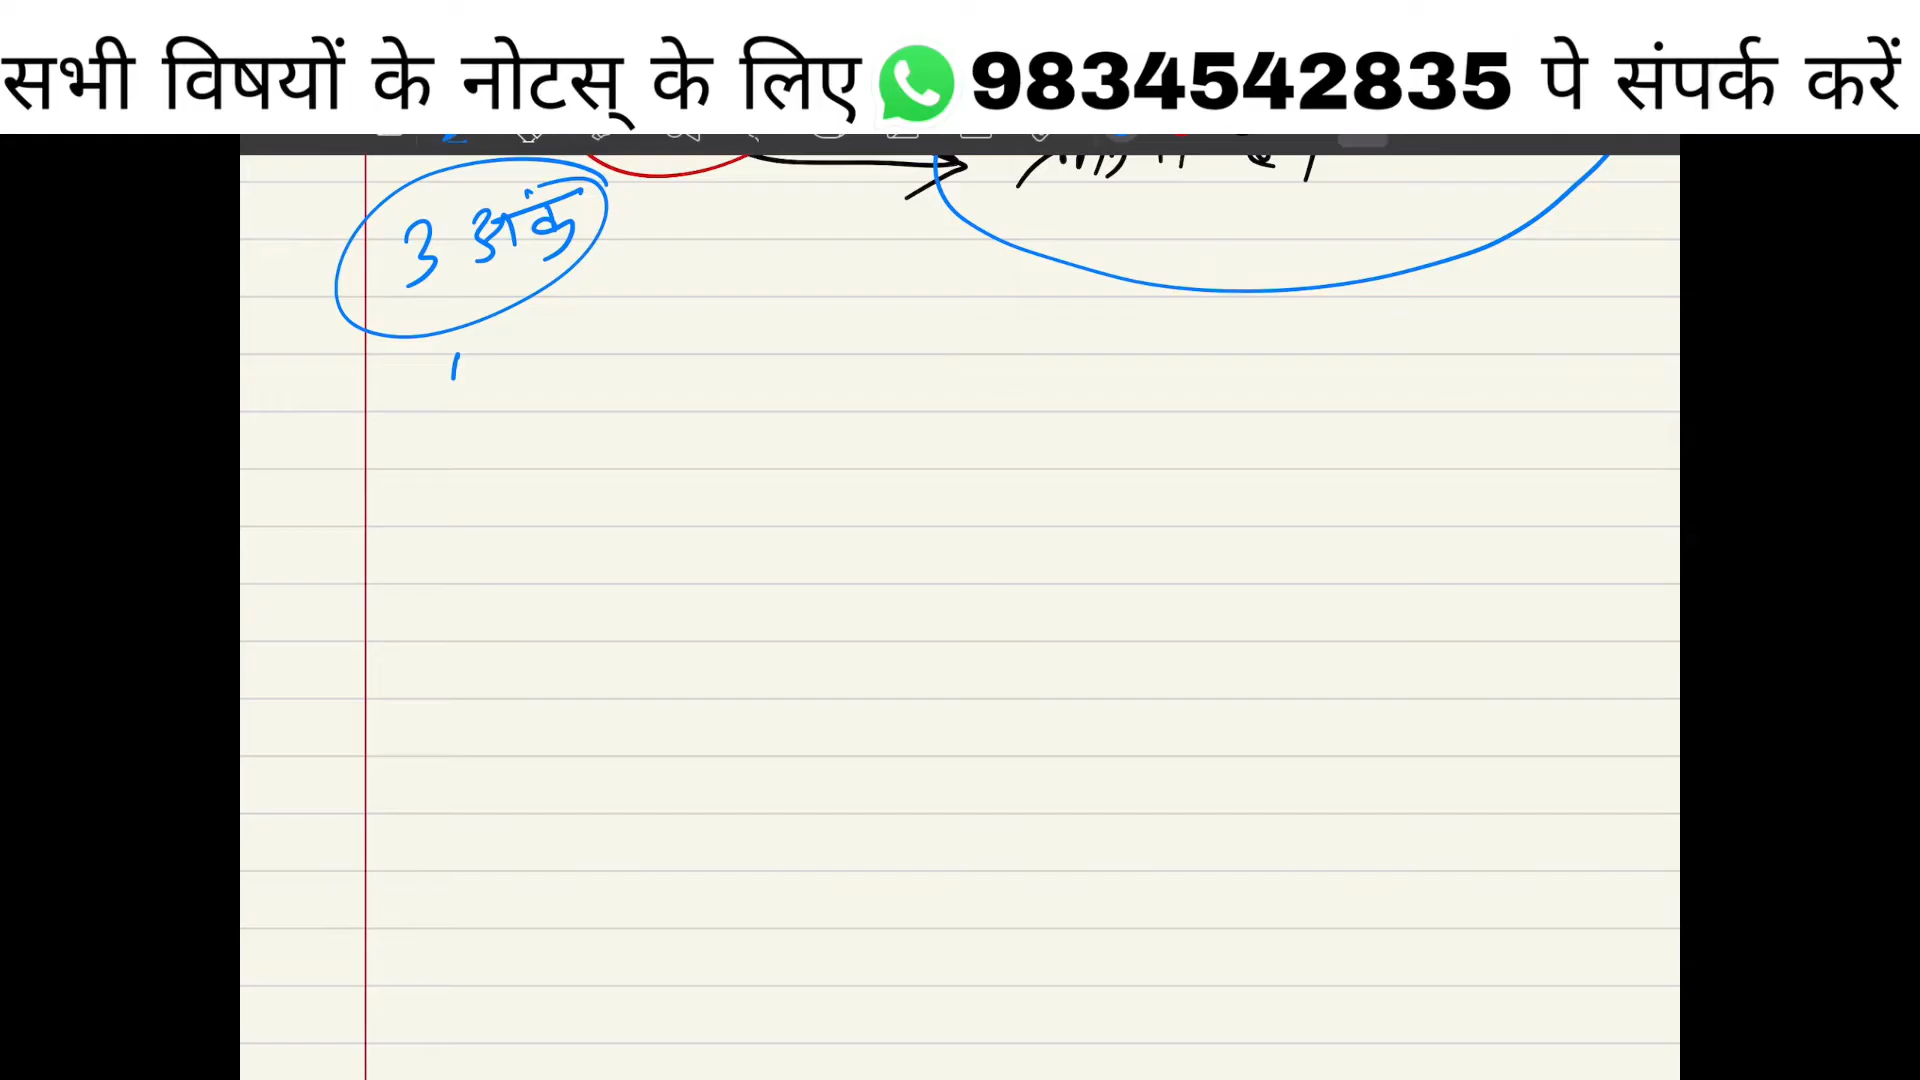 सभी विषयों के नोटस् के लिए 9834542835 पे संपर्क करें
3 अंक